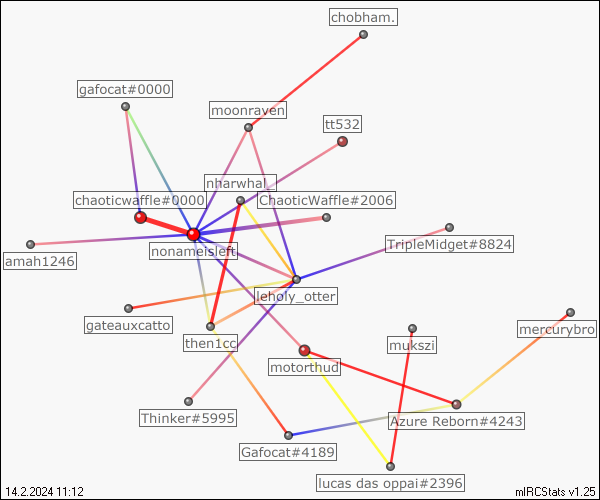 chobham.
gafocat#0000
moonraven
tt532
nharwhal_
chaoticwaffle#0000
ChaoticWaffle#2006
nonameisleft
TripleMidget#8824
amah1246
leholy_otter
gateauxcatto
then1cc
mukszi
mercurybro
motorthud
Thinker#5995
Azure Reborn#4243
Gafocat#4189
lucas das oppai#2396
14.2.2024 11:12
mIRCStats v1.25